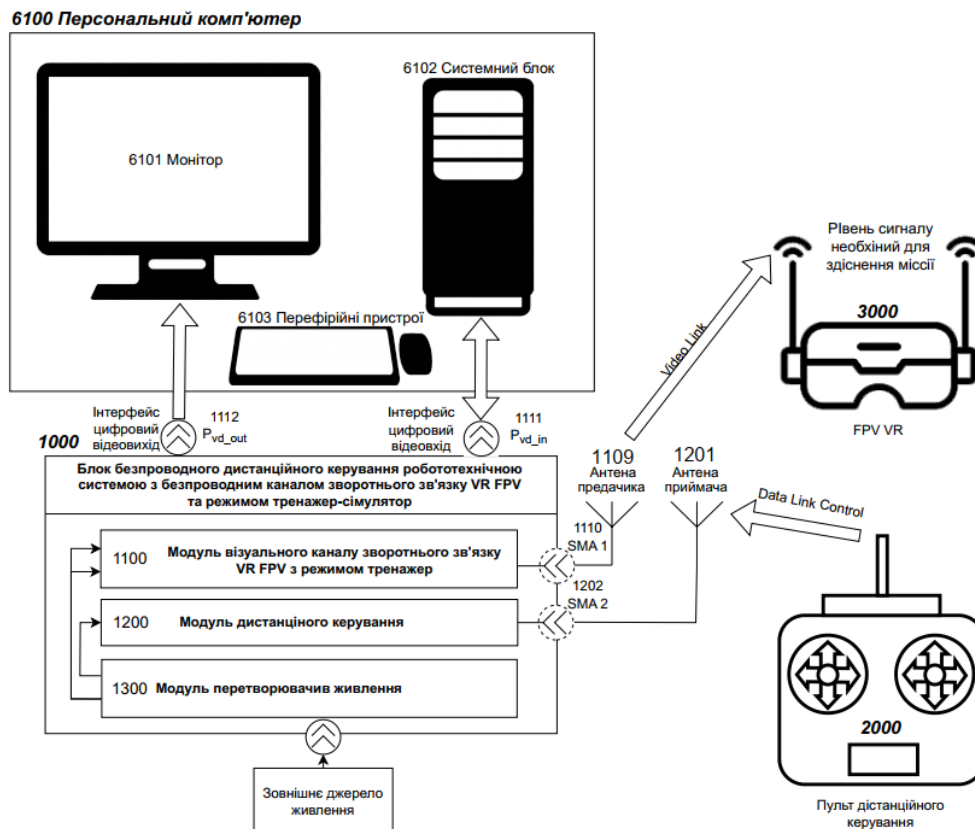 6100 Персональний комп'ютер
6102 Системний блок
6101 Монітор
6103 Перефірійні пристрої
Інтерфейс
цифровий
відеовихід
1112
Pvd_out
Інтерфейс
цифровий
відеовхід
1111
Pvd_in
1000
Блок безпроводного дистанційного керування робототехнічною
системою з безпроводним каналом зворотнього зв'язку VR FPV
та режимом тренажер-сімулятор
1100
Модуль візуального каналу зворотнього зв'язку
VR FPV з режимом тренажер
1200
Модуль дистанціного керування
1300
Модуль перетворювачив живлення
Зовнішнє джерело
живлення
1110
SMA 1
1202
SMA 2
1109
Антена
предачика
1201
Антена
приймача
Video Link
Data Link Control
РІвень сигналу
необхіний для
здіснення міссії
3000
FPV VR
2000
Пульт дістанційного
керування